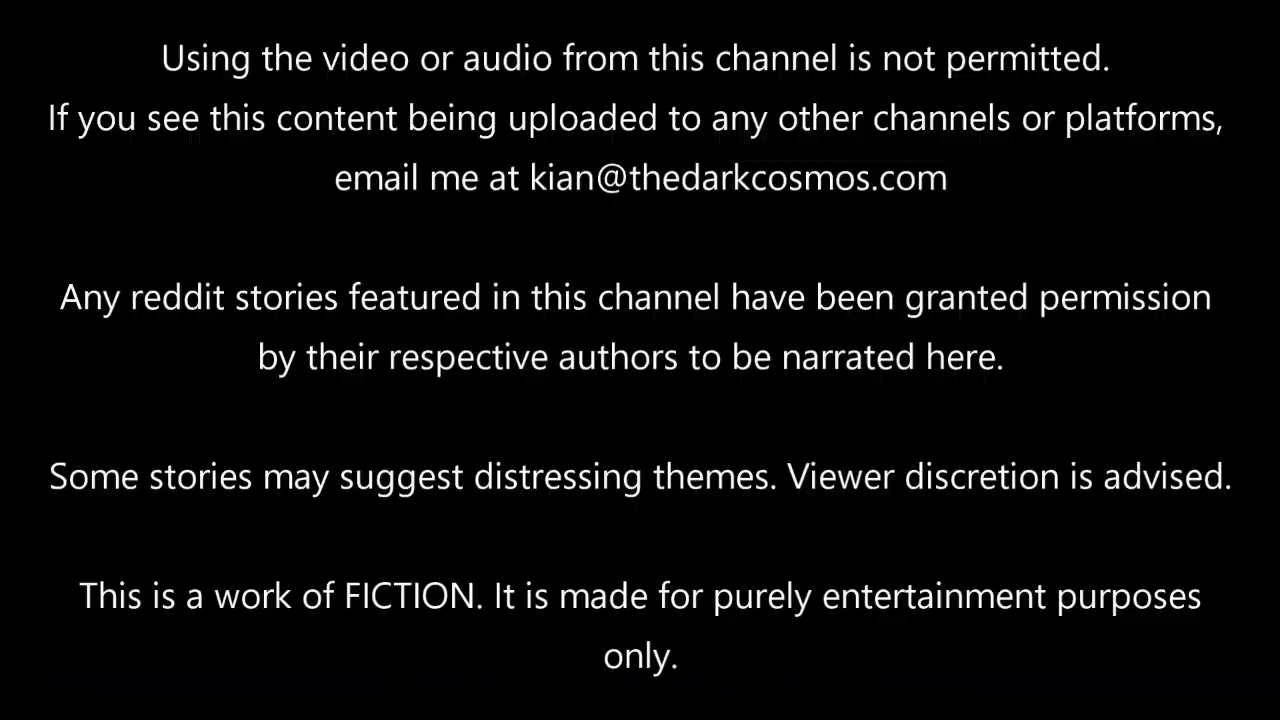 Using the video or audio from this channel is not permitted.
If you see this content being uploaded to any other channels or platforms,
email me at kian@thedarkcosmos.com
Any reddit stories featured in this channel have been granted permission
by their respective authors to be narrated here.
Some stories may suggest distressing themes. Viewer discretion is advised.
This is a work of FICTION. It is made for purely entertainment purposes
only.